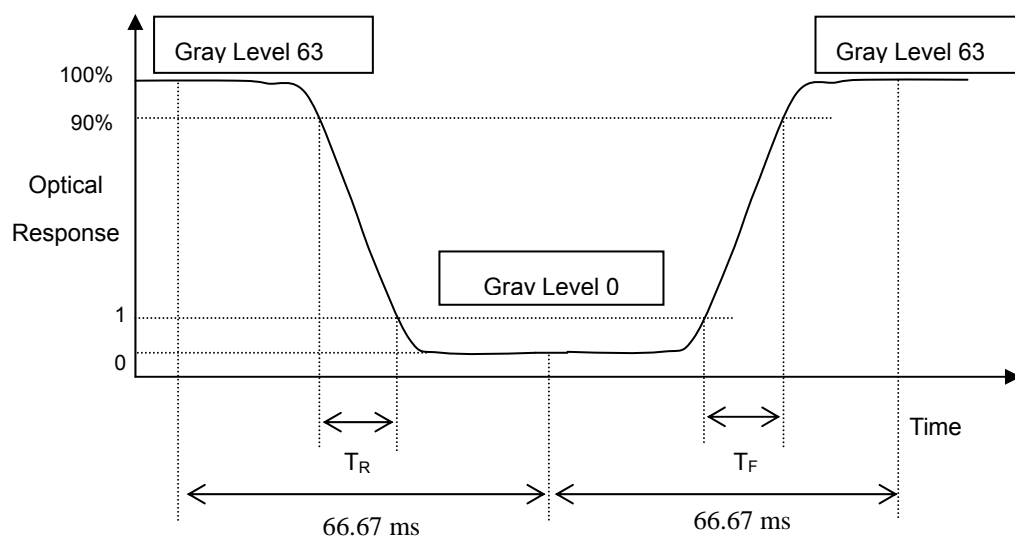 Gray Level 63
Gray Level 63
100%
90%
Optical
Response
Gray Level 0
1
0
Time
TR
TF
66.67 ms
66.67 ms